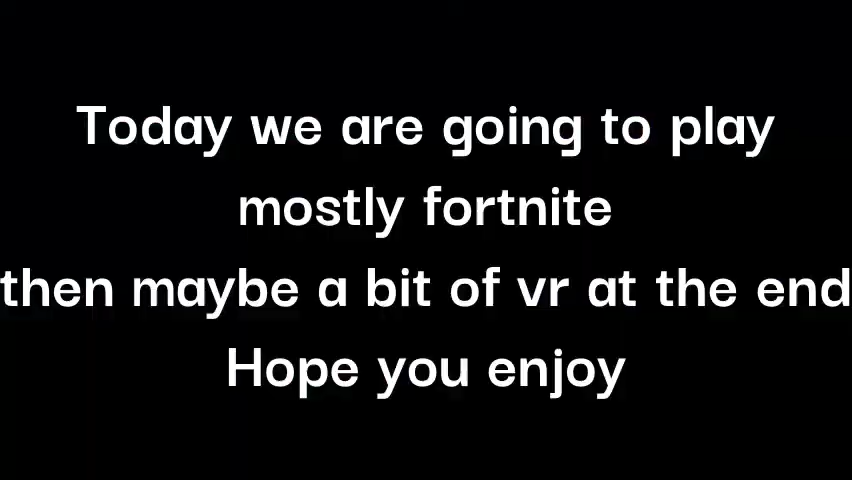 Today we are going to play
mostly fortnite
then maybe a bit of vr at the end
Hope you enjoy